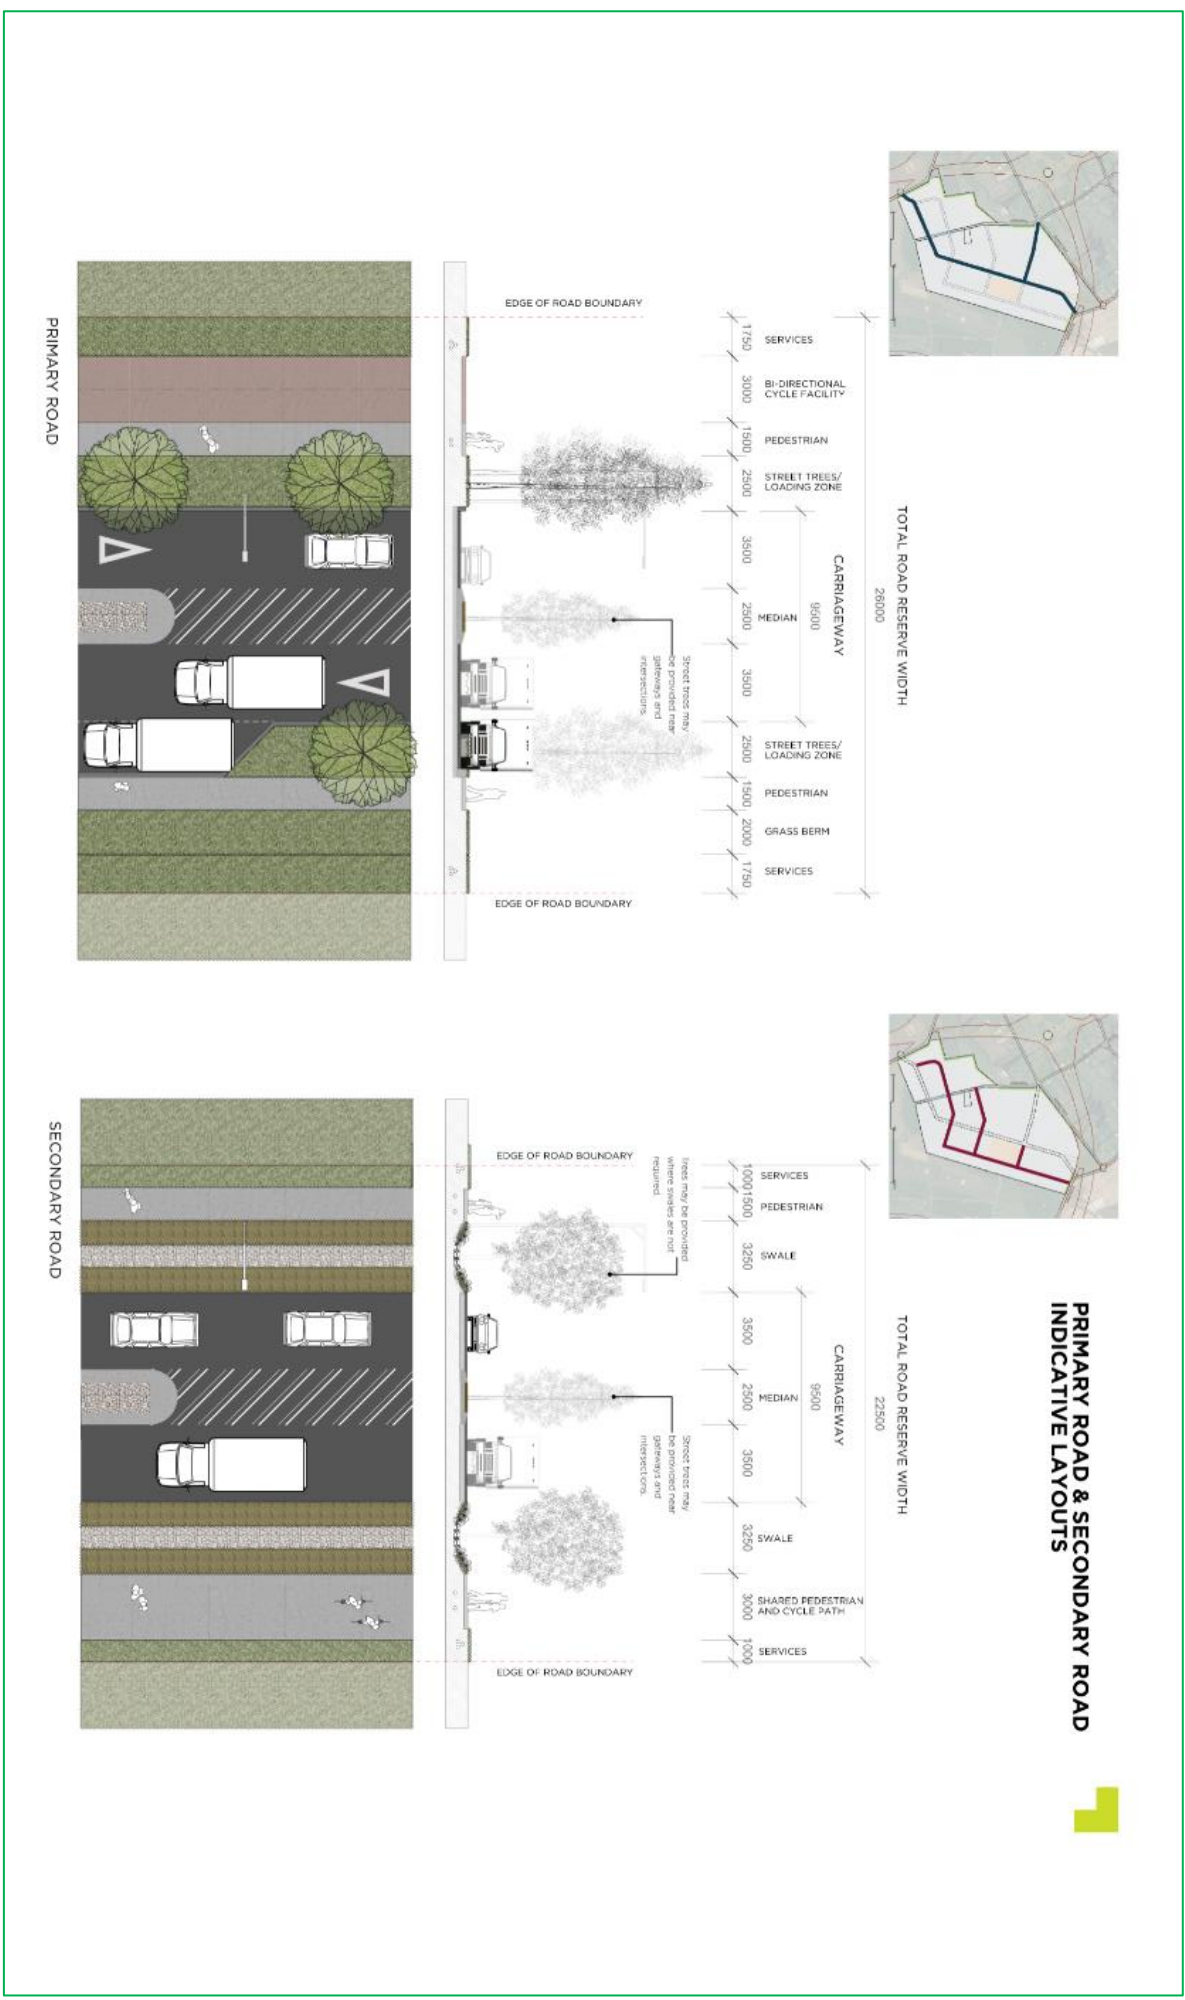 PRIMARY ROAD & SECONDARY ROAD
INDICATIVE LAYOUTS
TOTAL ROAD RESERVE WIDTH
26000
CARRIAGEWAY
9500
SERVICES
1750
BI-DIRECTIONAL
CYCLE FACILITY
3000
PEDESTRIAN
1500
STREET TREES/
LOADING ZONE
2500
3500
MEDIAN
2500
3500
STREET TREES/
LOADING ZONE
2500
PEDESTRIAN
1500
GRASS BERM
2000
SERVICES
1750
EDGE OF ROAD BOUNDARY
Street trees may
be provided near
gateways and
intersections.
EDGE OF ROAD BOUNDARY
PRIMARY ROAD
TOTAL ROAD RESERVE WIDTH
22500
CARRIAGEWAY
9500
SERVICES
1000
PEDESTRIAN
1500
SWALE
3250
3500
MEDIAN
2500
3500
SWALE
3250
SHARED PEDESTRIAN
AND CYCLE PATH
3000
SERVICES
1000
EDGE OF ROAD BOUNDARY
Trees may be provided
where swales are not
required.
Street trees may
be provided near
gateways and
intersections.
EDGE OF ROAD BOUNDARY
SECONDARY ROAD